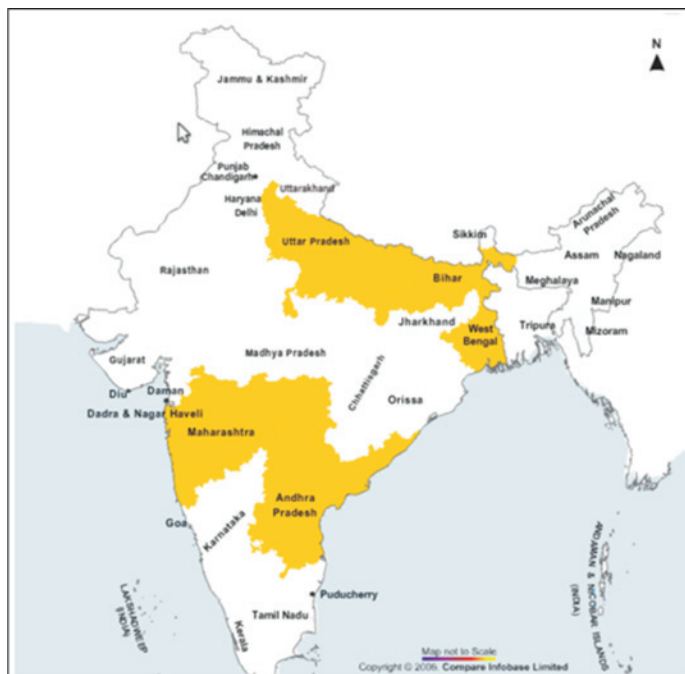 N
Jammu & Kashmir
Himachal
Pradesh
Punjab
Chandigarh
Uttarakhand
Haryana
Delhi
Arunachal
Pradesh
Sikkim
Uttar Pradesh
Assam
Nagaland
Rajasthan
Bihar
Meghalaya
Manipur
Jharkhand
West
Bengal
Tripura
Mizoram
Gujarat
Madhya Pradesh
Chhattisgarh
Diu
Daman
Orissa
Dadra & Nagar Haveli
Maharashtra
Andhra
Pradesh
Goa
Karnataka
ANDAMAN & NICOBAR ISLANDS
(INDIA)
LAKSHADWEEP
(INDIA)
Puducherry
Tamil Nadu
Kerala
Map not to Scale
Copyright © 2006. Compare Infobase Limited